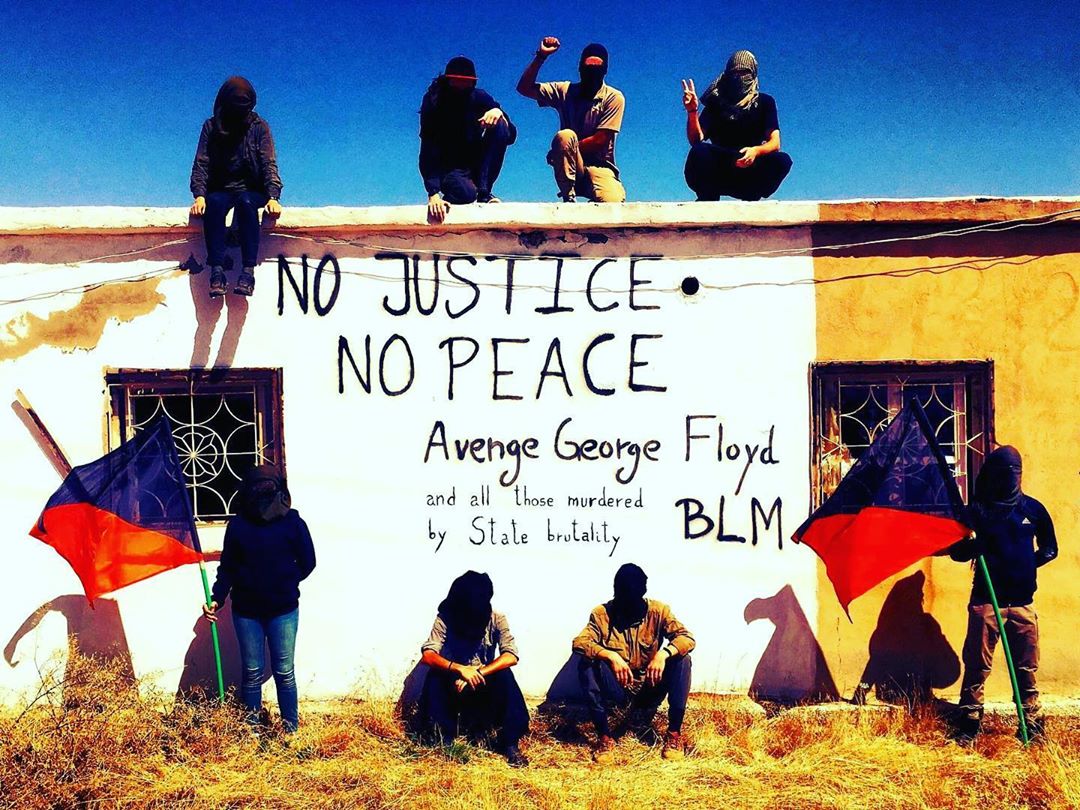 NO JUSTICE
NO PEACE
Avenge George Floyd
and all those murdered
by State brutality
BLM